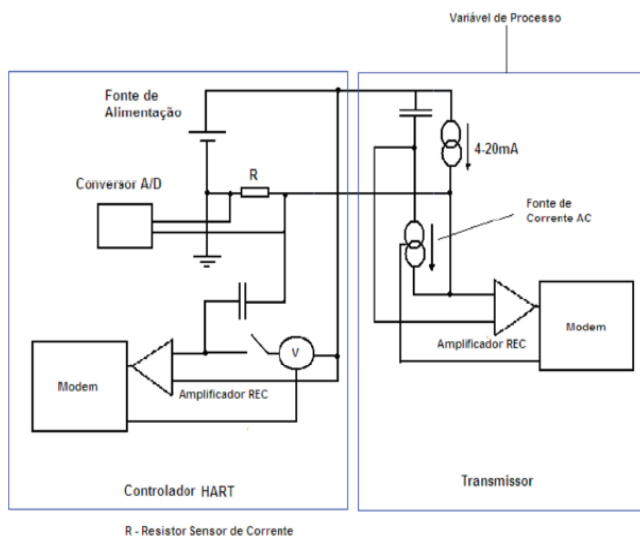 Variável de Processo
Fonte de
Alimentação
4-20mA
R
Conversor A/D
Fonte de
Corrente AC
V
Modem
Amplificador REC
Modem
Amplificador REC
Controlador HART
Transmissor
R - Resistor Sensor de Corrente